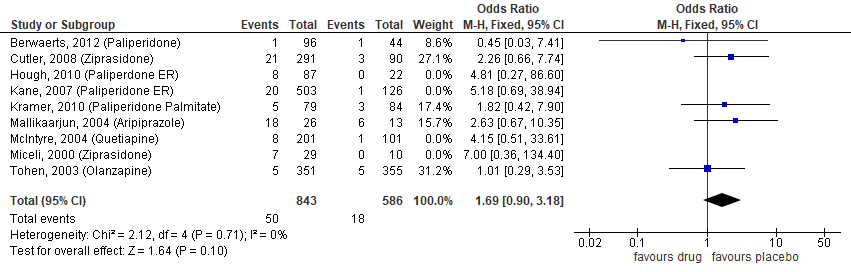 Odds Ratio Odds Ratio
Study or Subgroup Events Total Events Total Weight M-H, Fixed, 95% CI M-H, Fixed, 95% CI
Berwaerts, 2012 (Paliperidone) 1 96 1 44 8.6% 0.45 [0.03, 7.41]
Cutler, 2008 (Ziprasidone) 21 291 3 90 27.1% 2.26 [0.66, 7.74]
Hough, 2010 (Paliperidone ER) 8 87 0 22 0.0% 4.81 [0.27, 86.60]
Kane, 2007 (Paliperidone ER) 20 503 1 126 0.0% 5.18 [0.69, 38.94]
Kramer, 2010 (Paliperidone Palmitate) 5 79 3 84 17.4% 1.82 [0.42, 7.90]
Mallikaarjun, 2004 (Aripiprazole) 18 26 6 13 15.7% 2.63 [0.67, 10.35]
McIntyre, 2004 (Quetiapine) 8 201 1 101 0.0% 4.15 [0.51, 33.61]
Miceli, 2000 (Ziprasidone) 7 29 0 10 0.0% 7.00 [0.36, 134.40]
Tohen, 2003 (Olanzapine) 5 351 5 355 31.2% 1.01 [0.29, 3.53]
Total (95% CI) 843 586 100.0% 1.69 [0.90, 3.18]
Total events 50 18
Heterogeneity: Chi² = 2.12, df = 4 (P = 0.71); I² = 0%
Test for overall effect: Z = 1.64 (P = 0.10)
0.02 0.1 1 10 50
favours drug favours placebo